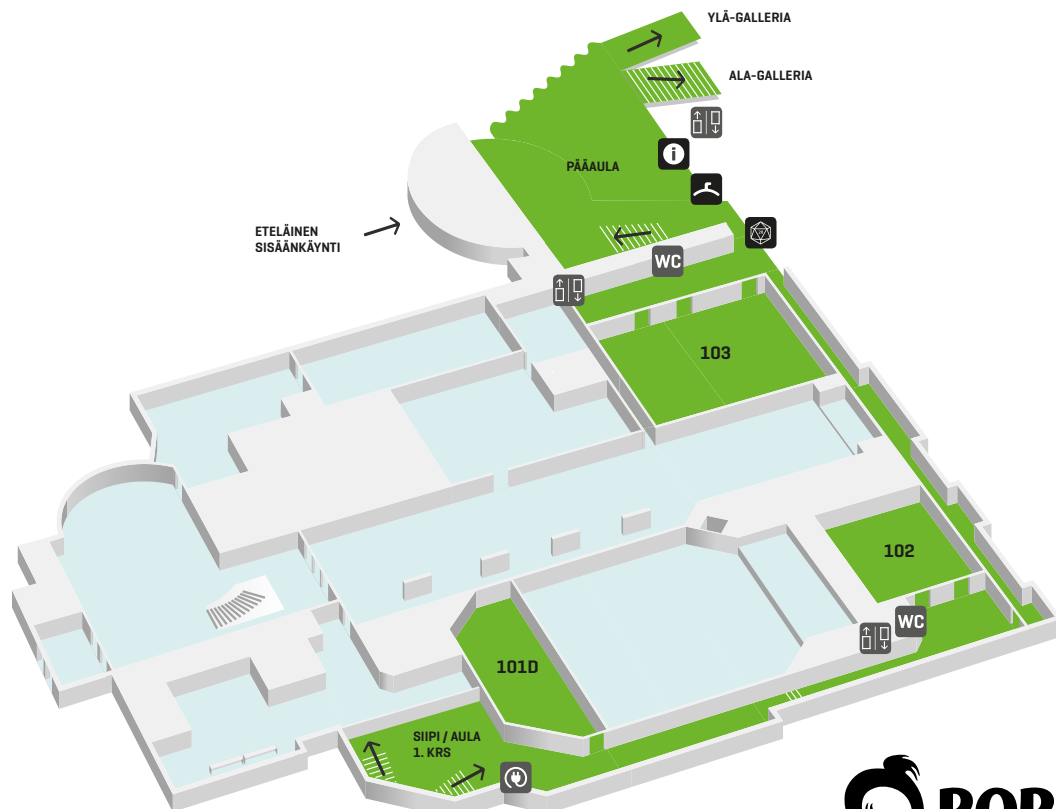 YLÄ-GALLERIA
ALA-GALLERIA
PÄÄAULA
ETELÄINEN
SISÄÄNKÄYNTI
WC
103
102
WC
101D
SIIPI / AULA
1. KRS